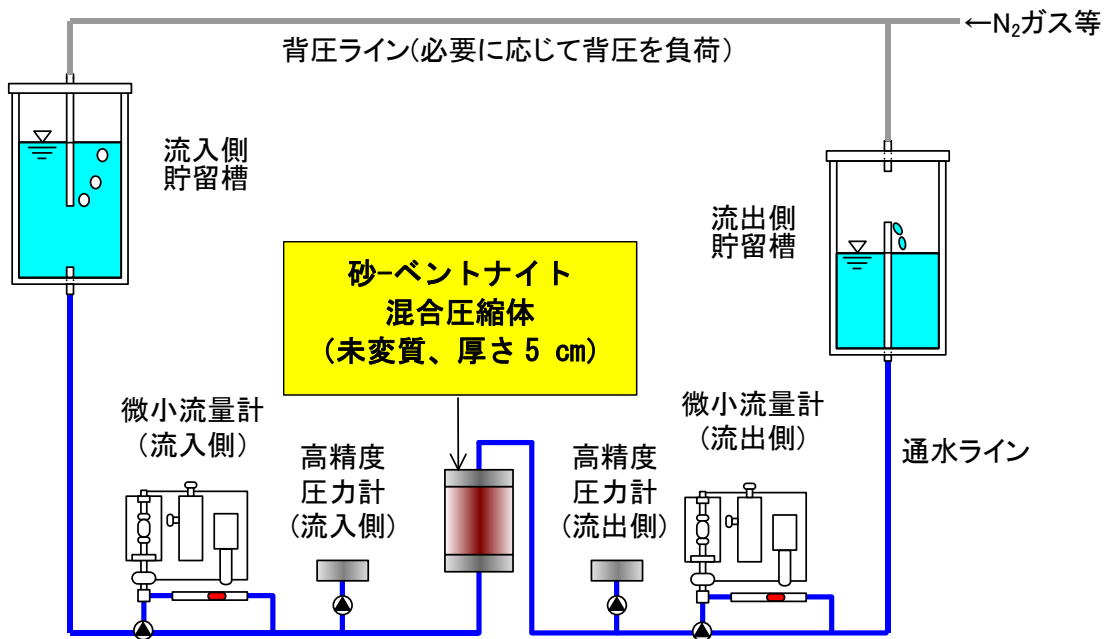 ←N₂ガス等
背圧ライン(必要に応じて背圧を負荷)
流入側
貯留槽
流出側
貯留槽
砂-ベントナイト
混合圧縮体
(未変質、厚さ5 cm)
微小流量計
(流入側)
高精度
圧力計
(流入側)
高精度
圧力計
(流出側)
微小流量計
(流出側)
通水ライン